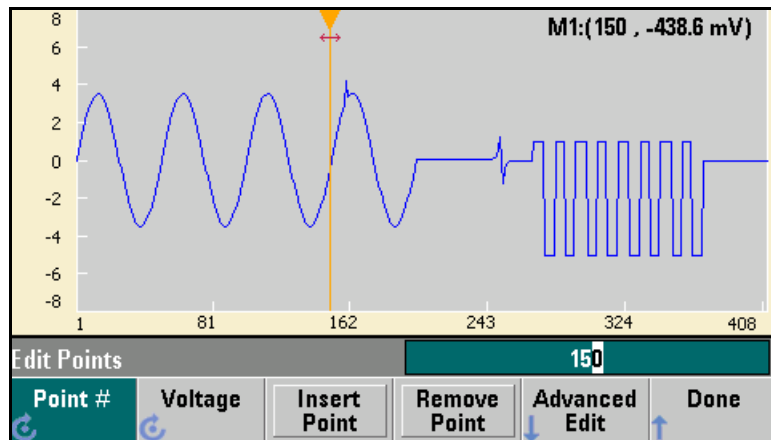 8
M1:(150 , -438.6 mV)
6
4
2
0
-2
-4
-6
-8
1 81 162 243 324 408
Edit Points 150
Point # Voltage Insert Point Remove Point Advanced Edit Done